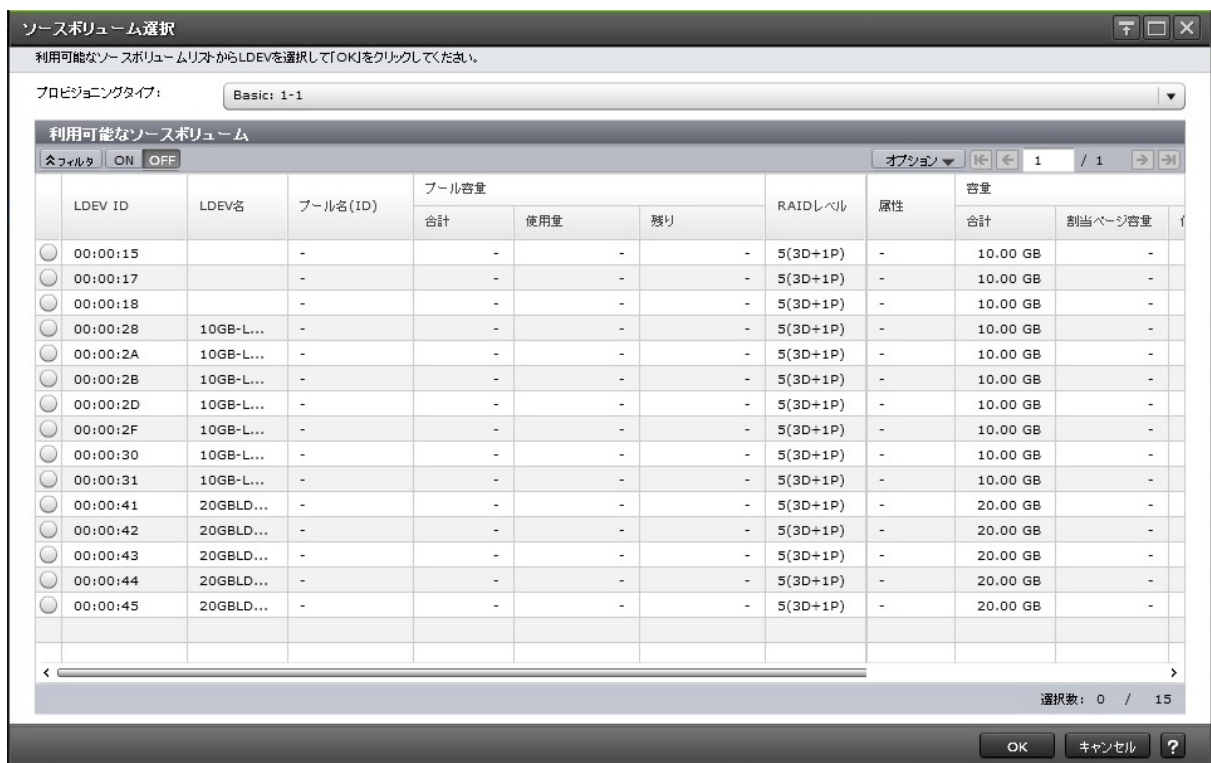 ソースボリューム選択
利用可能なソースボリュームリストからLDEVを選択して「OK」をクリックしてください。
プロビジョニングタイプ: Basic: 1-1
利用可能なソースボリューム
フィルタ ON OFF オプション 1 / 1
LDEV ID LDEV名 プール名(ID) プール容量 RAIDレベル 属性 容量
合計 使用量 残り 合計 割当ページ容量
00:00:15 - - - - 5(3D+1P) - 10.00 GB -
00:00:17 - - - - 5(3D+1P) - 10.00 GB -
00:00:18 - - - - 5(3D+1P) - 10.00 GB -
00:00:28 10GB-L... - - - - 5(3D+1P) - 10.00 GB -
00:00:2A 10GB-L... - - - - 5(3D+1P) - 10.00 GB -
00:00:2B 10GB-L... - - - - 5(3D+1P) - 10.00 GB -
00:00:2D 10GB-L... - - - - 5(3D+1P) - 10.00 GB -
00:00:2F 10GB-L... - - - - 5(3D+1P) - 10.00 GB -
00:00:30 10GB-L... - - - - 5(3D+1P) - 10.00 GB -
00:00:31 10GB-L... - - - - 5(3D+1P) - 10.00 GB -
00:00:41 20GBLD... - - - - 5(3D+1P) - 20.00 GB -
00:00:42 20GBLD... - - - - 5(3D+1P) - 20.00 GB -
00:00:43 20GBLD... - - - - 5(3D+1P) - 20.00 GB -
00:00:44 20GBLD... - - - - 5(3D+1P) - 20.00 GB -
00:00:45 20GBLD... - - - - 5(3D+1P) - 20.00 GB -
選択数: 0 / 15
OK キャンセル ?